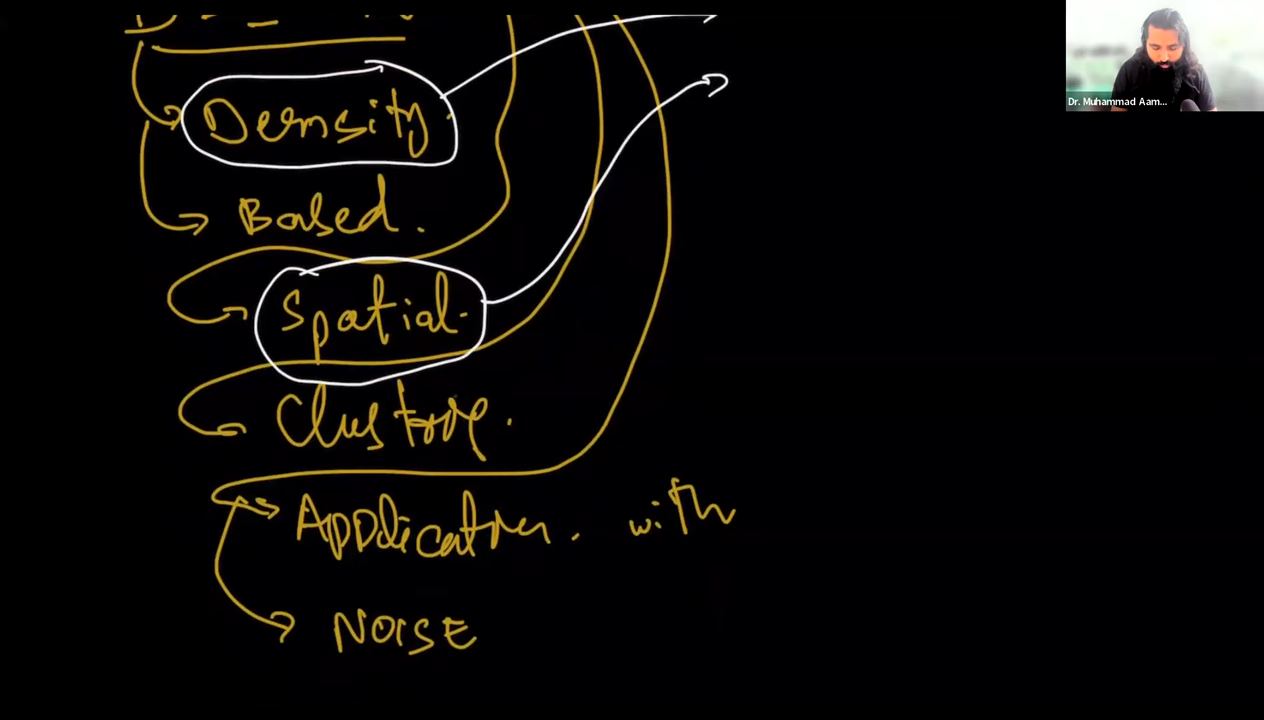 Density
Based.
Spatial.
Clustring.
Application. with
NOISE
Dr. Muhammad Aam...